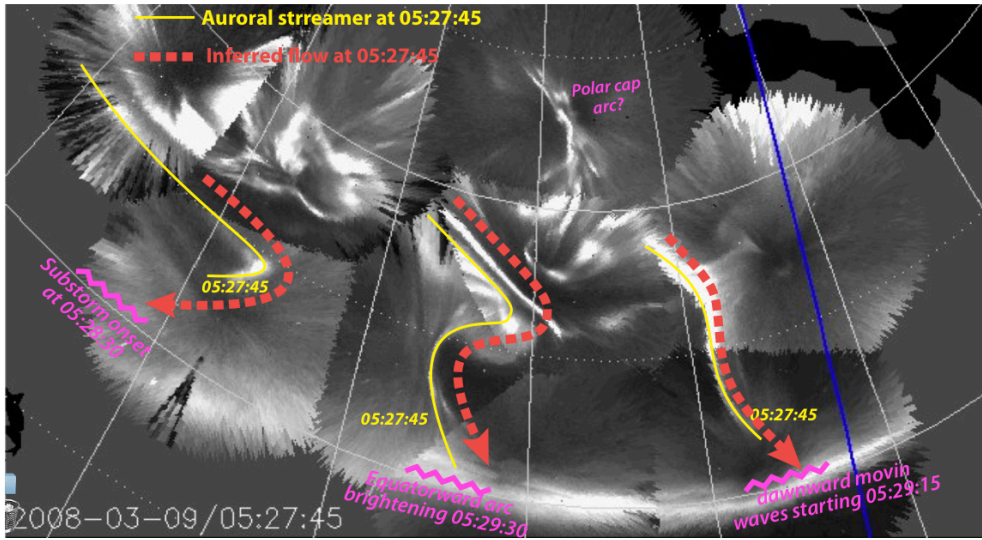 Auroral strreamer at 05:27:45
Inferred flow at 05:27:45
Polar cap
arc?
05:27:45
Substorm onset
at 05:28:30
05:27:45
05:27:45
Equatorward arc
brightening 05:29:30
dawnward movin
waves starting 05:29:15
2008-03-09/05:27:45